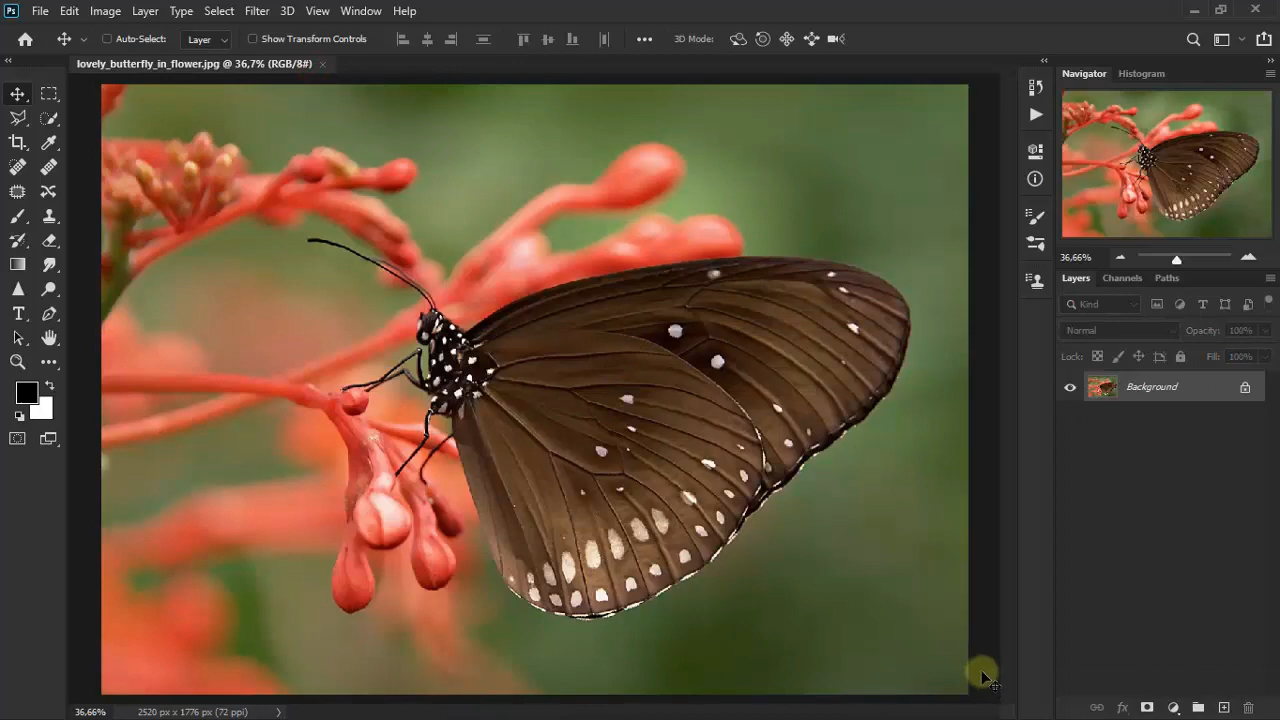 Ps File Edit Image Layer Type Select Filter 3D View Window Help
Auto-Select: Layer Show Transform Controls 3D Mode:
lovely_butterfly_in_flower.jpg @ 36,7% (RGB/8#) ×
Navigator Histogram
36,66%
Layers Channels Paths
Kind
Normal Opacity: 100%
Lock: Fill: 100%
Background
fx
36,66% 2520 px x 1776 px (72 ppi)